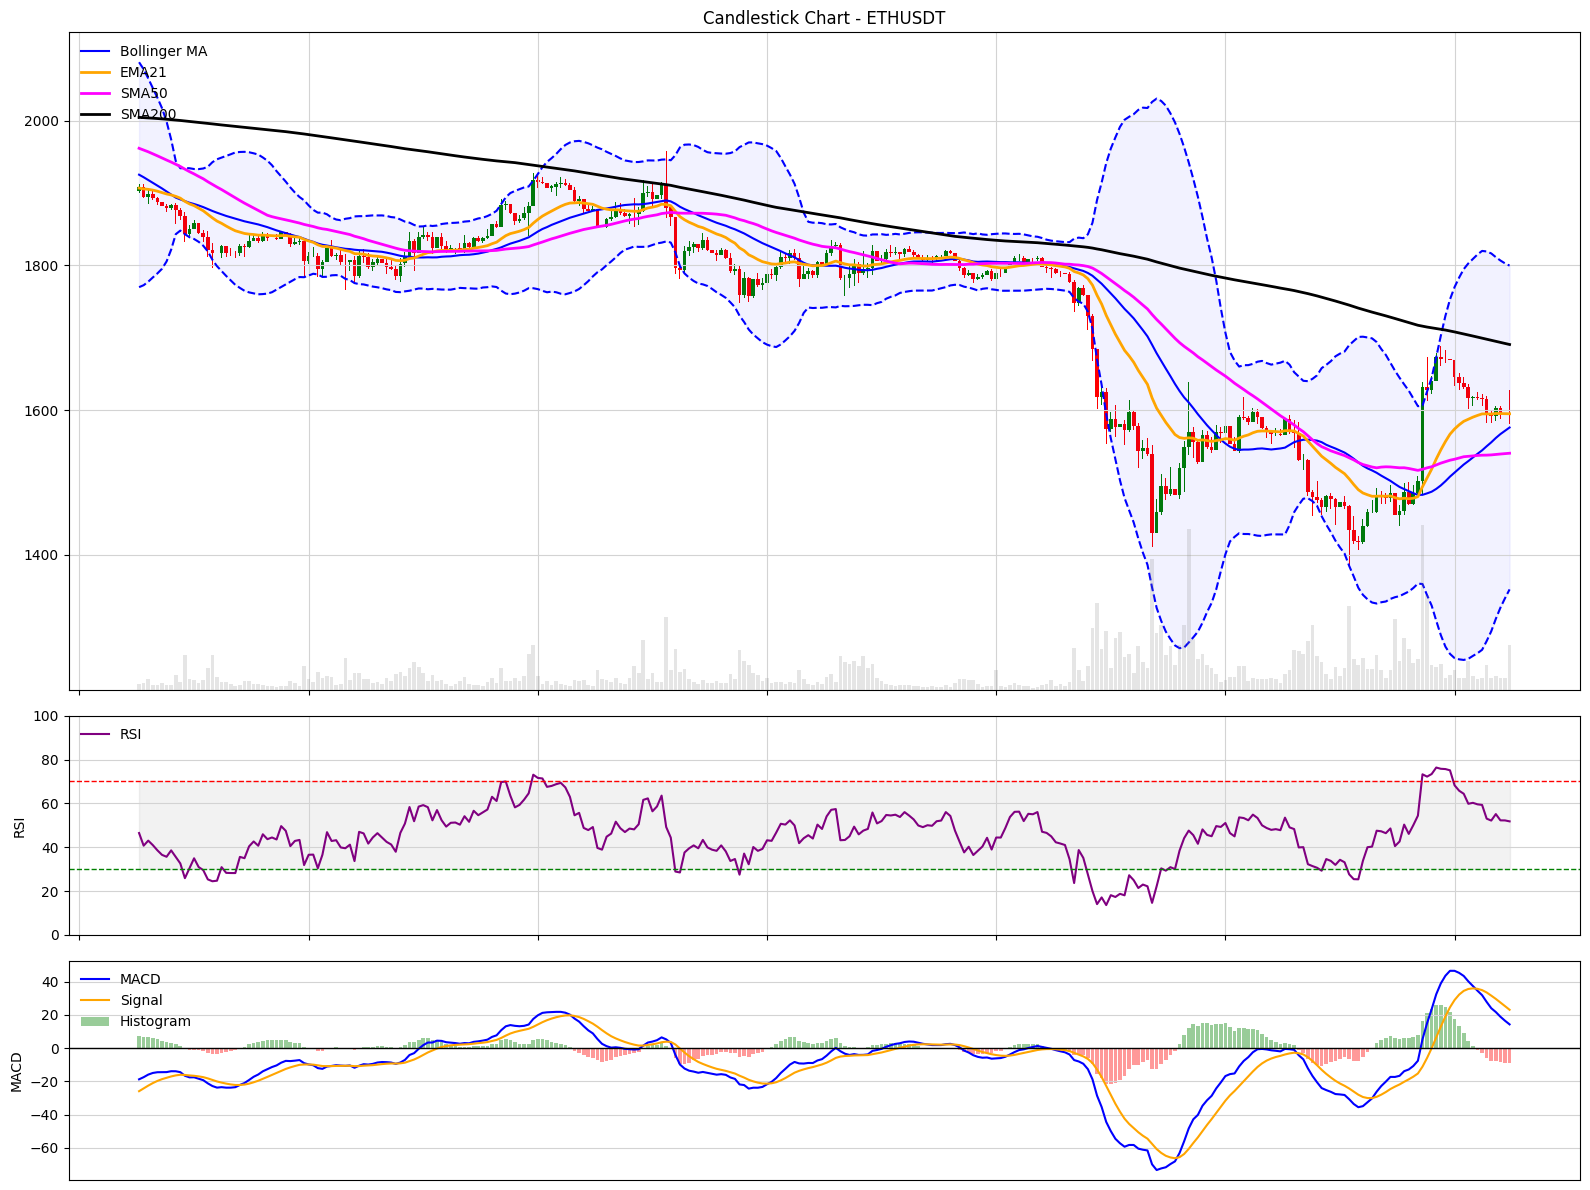 Candlestick Chart - ETHUSDT
Bollinger MA
EMA21
SMA50
SMA200
2000
1800
1600
1400
RSI
100
80
60
40
20
0
RSI
MACD
Signal
Histogram
40
20
0
−20
−40
−60
MACD